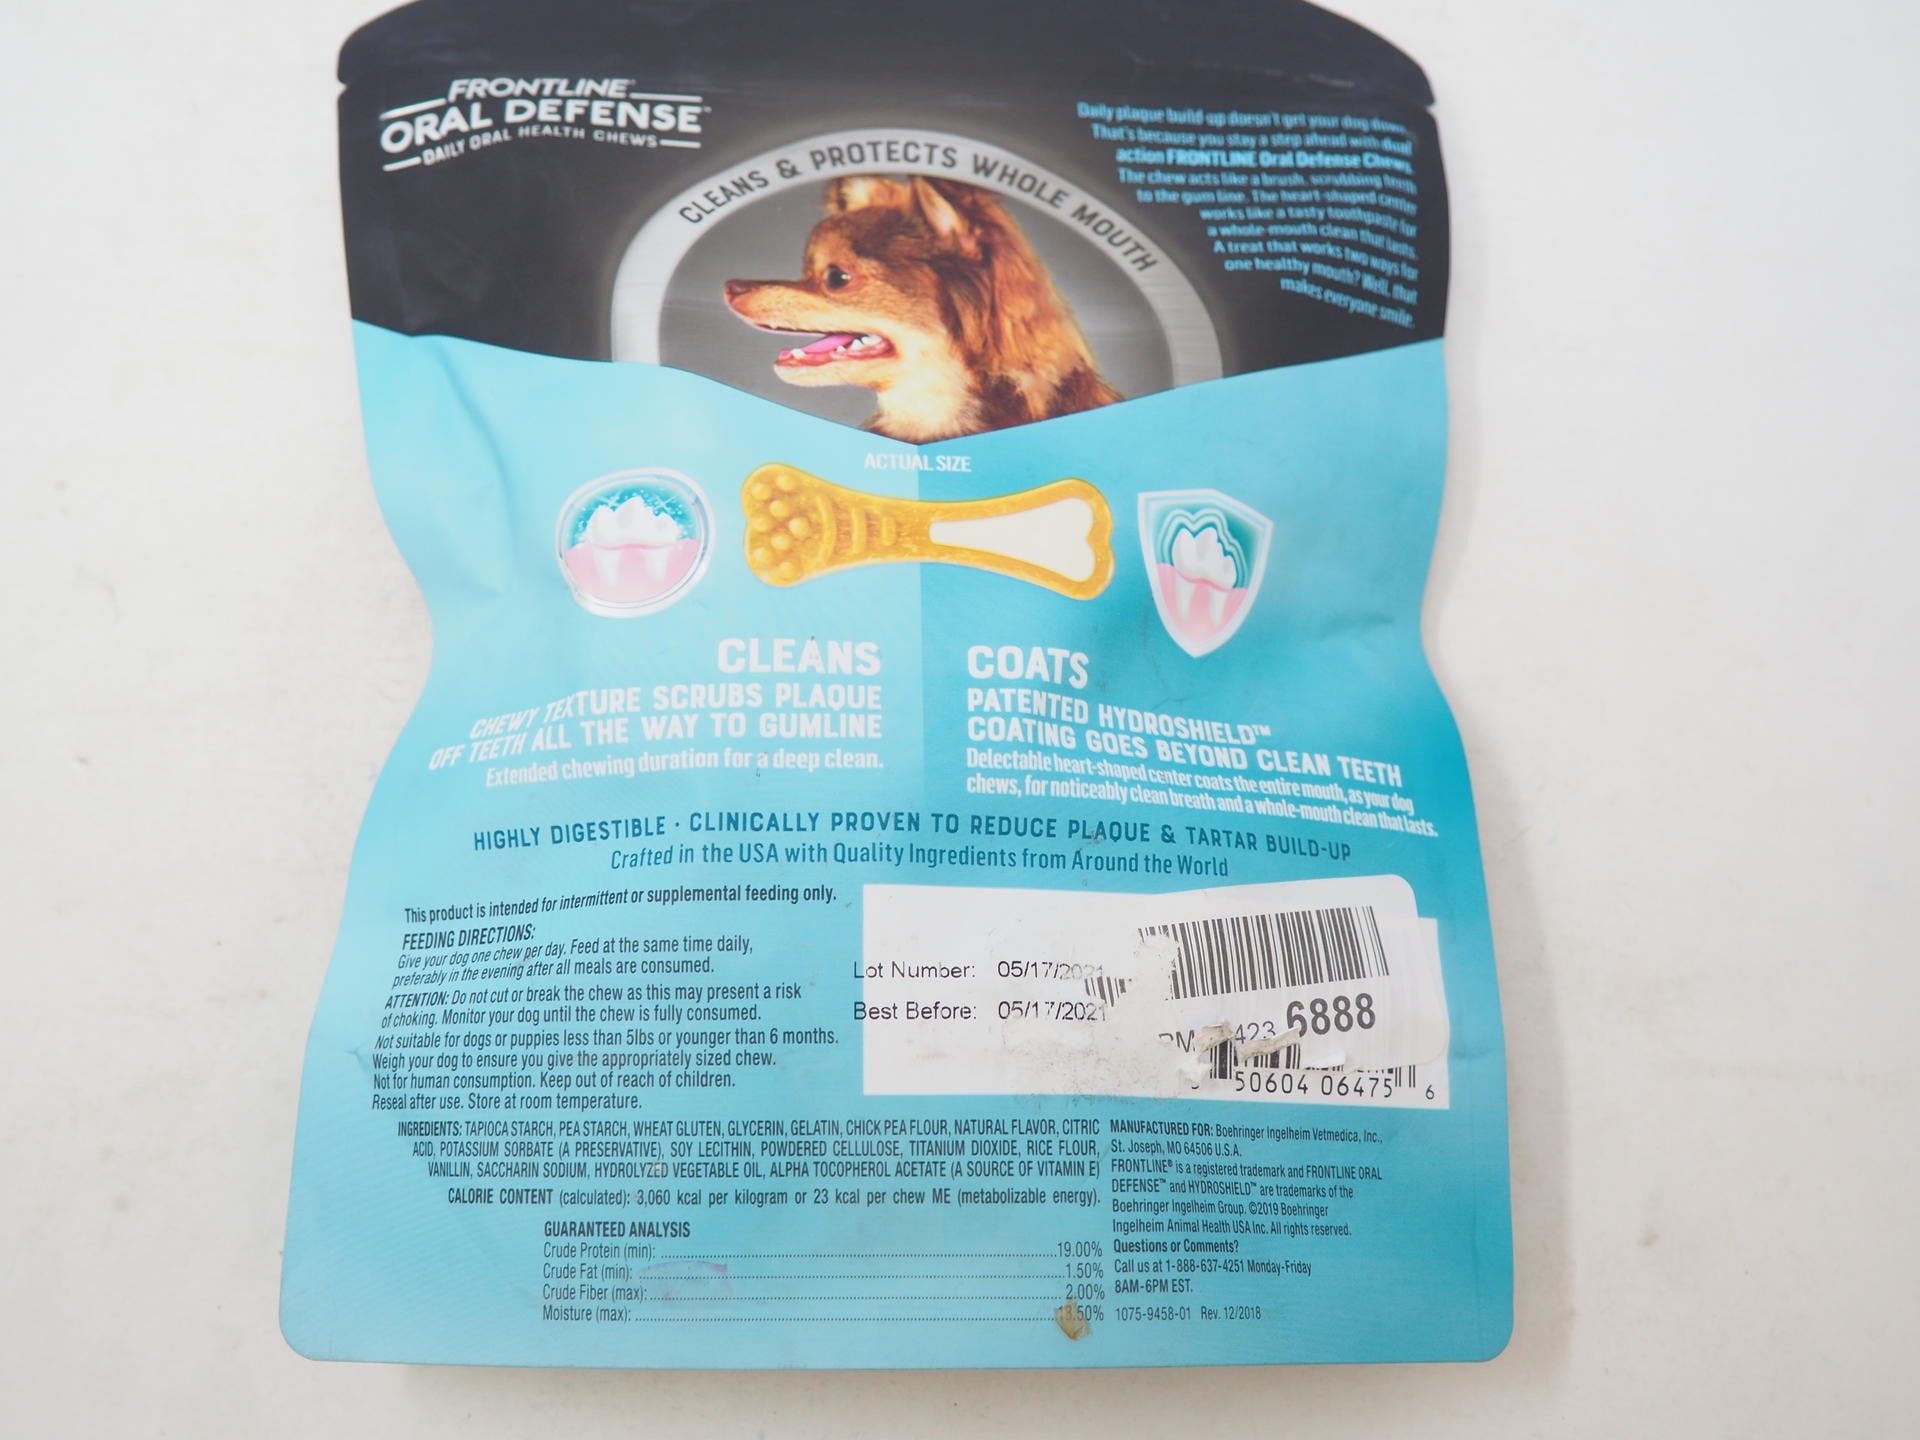 FRONTLINE
ORAL DEFENSE™
DAILY ORAL HEALTH CHEWS
CLEANS & PROTECTS WHOLE MOUTH
Daily plaque build-up doesn't get your dog down.
That's because you stay a step ahead with dual
action FRONTLINE Oral Defense Chews.
The chew acts like a brush, scrubbing teeth
to the gum line. The heart-shaped center
works like a tasty toothpaste for
a whole-mouth clean that lasts.
A treat that works two ways for
one healthy mouth? Well, that
makes everyone smile.
ACTUAL SIZE
CLEANS
CHEWY TEXTURE SCRUBS PLAQUE
OFF TEETH ALL THE WAY TO GUMLINE
Extended chewing duration for a deep clean.
COATS
PATENTED HYDROSHIELD™
COATING GOES BEYOND CLEAN TEETH
Delectable heart-shaped center coats the entire mouth, as your dog
chews, for noticeably clean breath and a whole-mouth clean that lasts.
HIGHLY DIGESTIBLE · CLINICALLY PROVEN TO REDUCE PLAQUE & TARTAR BUILD-UP
Crafted in the USA with Quality Ingredients from Around the World
This product is intended for intermittent or supplemental feeding only.
FEEDING DIRECTIONS:
Give your dog one chew per day. Feed at the same time daily,
preferably in the evening after all meals are consumed.
ATTENTION: Do not cut or break the chew as this may present a risk
of choking. Monitor your dog until the chew is fully consumed.
Not suitable for dogs or puppies less than 5lbs or younger than 6 months.
Weigh your dog to ensure you give the appropriately sized chew.
Not for human consumption. Keep out of reach of children.
Reseal after use. Store at room temperature.
Lot Number: 05/17/2021
Best Before: 05/17/2021
423 6888
50604 06475 6
INGREDIENTS: TAPIOCA STARCH, PEA STARCH, WHEAT GLUTEN, GLYCERIN, GELATIN, CHICK PEA FLOUR, NATURAL FLAVOR, CITRIC
ACID, POTASSIUM SORBATE (A PRESERVATIVE), SOY LECITHIN, POWDERED CELLULOSE, TITANIUM DIOXIDE, RICE FLOUR,
VANILLIN, SACCHARIN SODIUM, HYDROLYZED VEGETABLE OIL, ALPHA TOCOPHEROL ACETATE (A SOURCE OF VITAMIN E)
CALORIE CONTENT (calculated): 3,060 kcal per kilogram or 23 kcal per chew ME (metabolizable energy).
GUARANTEED ANALYSIS
Crude Protein (min): 19.00%
Crude Fat (min): 1.50%
Crude Fiber (max): 2.00%
Moisture (max): 18.50%
MANUFACTURED FOR: Boehringer Ingelheim Vetmedica, Inc.,
St. Joseph, MO 64506 U.S.A.
FRONTLINE® is a registered trademark and FRONTLINE ORAL
DEFENSE™ and HYDROSHIELD™ are trademarks of the
Boehringer Ingelheim Group. ©2019 Boehringer
Ingelheim Animal Health USA Inc. All rights reserved.
Questions or Comments?
Call us at 1-888-637-4251 Monday-Friday
8AM-6PM EST.
1075-9458-01 Rev. 12/2018